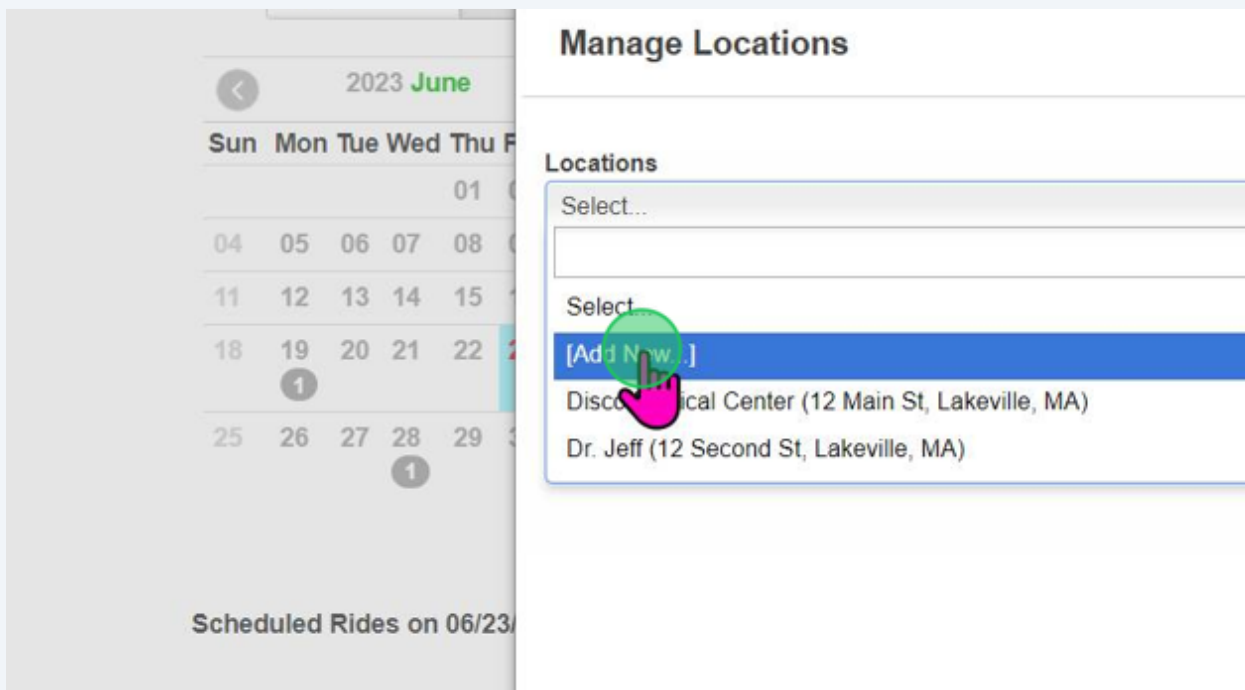 Manage Locations
2023 June
Sun Mon Tue Wed Thu
01
04 05 06 07 08
11 12 13 14 15
18 19 20 21 22
1
25 26 27 28 29
1
Scheduled Rides on 06/23/
Locations
Select...
Select...
[Add New...]
Center (12 Main St, Lakeville, MA)
Dr. Jeff (12 Second St, Lakeville, MA)